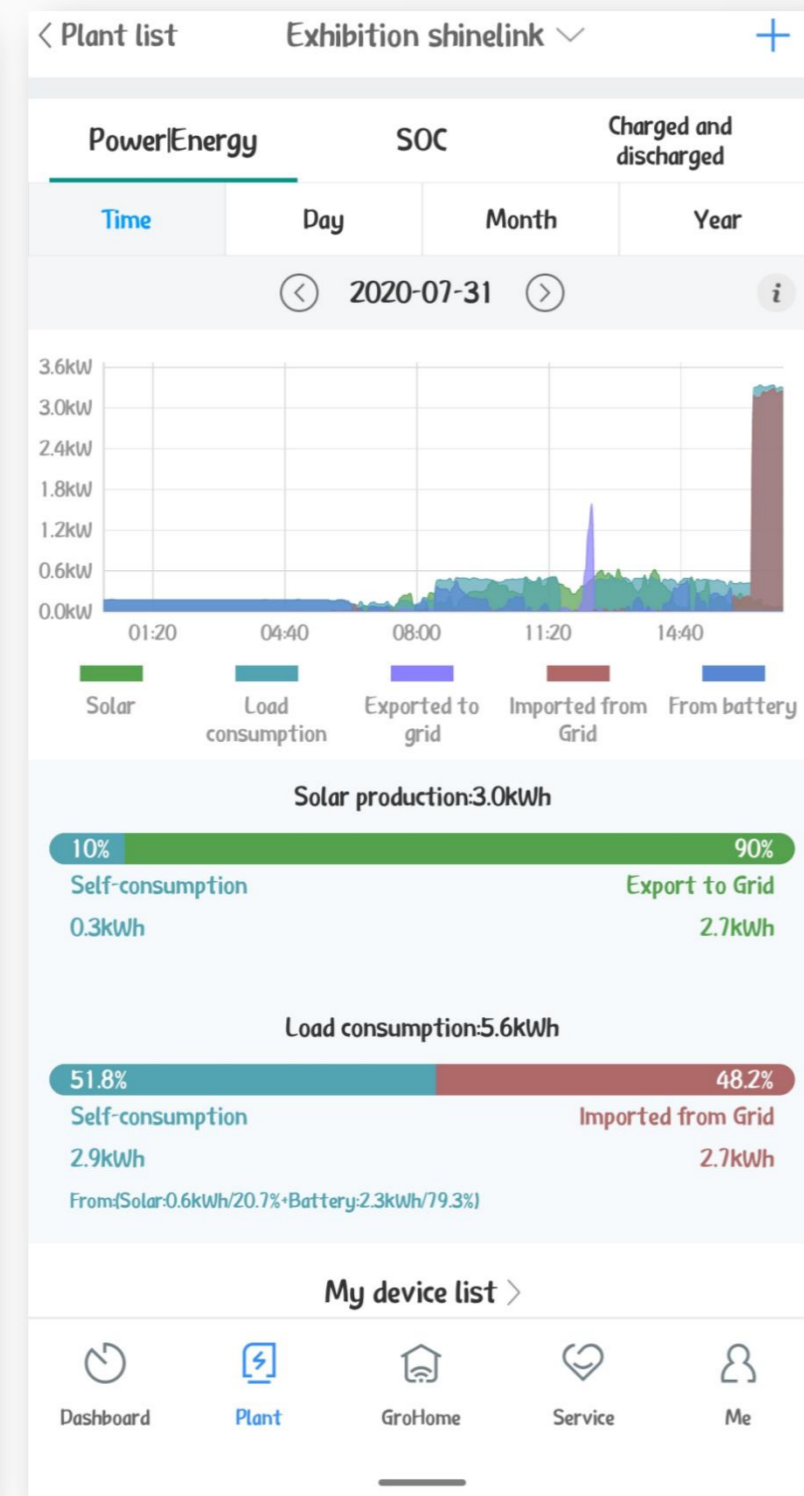 Plant list
Exhibition shinelink
Power|Energy
SOC
Charged and
discharged
Time
Day
Month
Year
2020-07-31
i
3.6kW
3.0kW
2.4kW
1.8kW
1.2kW
0.6kW
0.0kW
01:20
04:40
08:00
11:20
14:40
Solar
Load
consumption
Exported to
grid
Imported from
Grid
From battery
Solar production:3.0kWh
10%
90%
Self-consumption
Export to Grid
0.3kWh
2.7kWh
Load consumption:5.6kWh
51.8%
48.2%
Self-consumption
Imported from Grid
2.9kWh
2.7kWh
From:(Solar:0.6kWh/20.7%+Battery:2.3kWh/79.3%)
My device list
Dashboard
Plant
GroHome
Service
Me